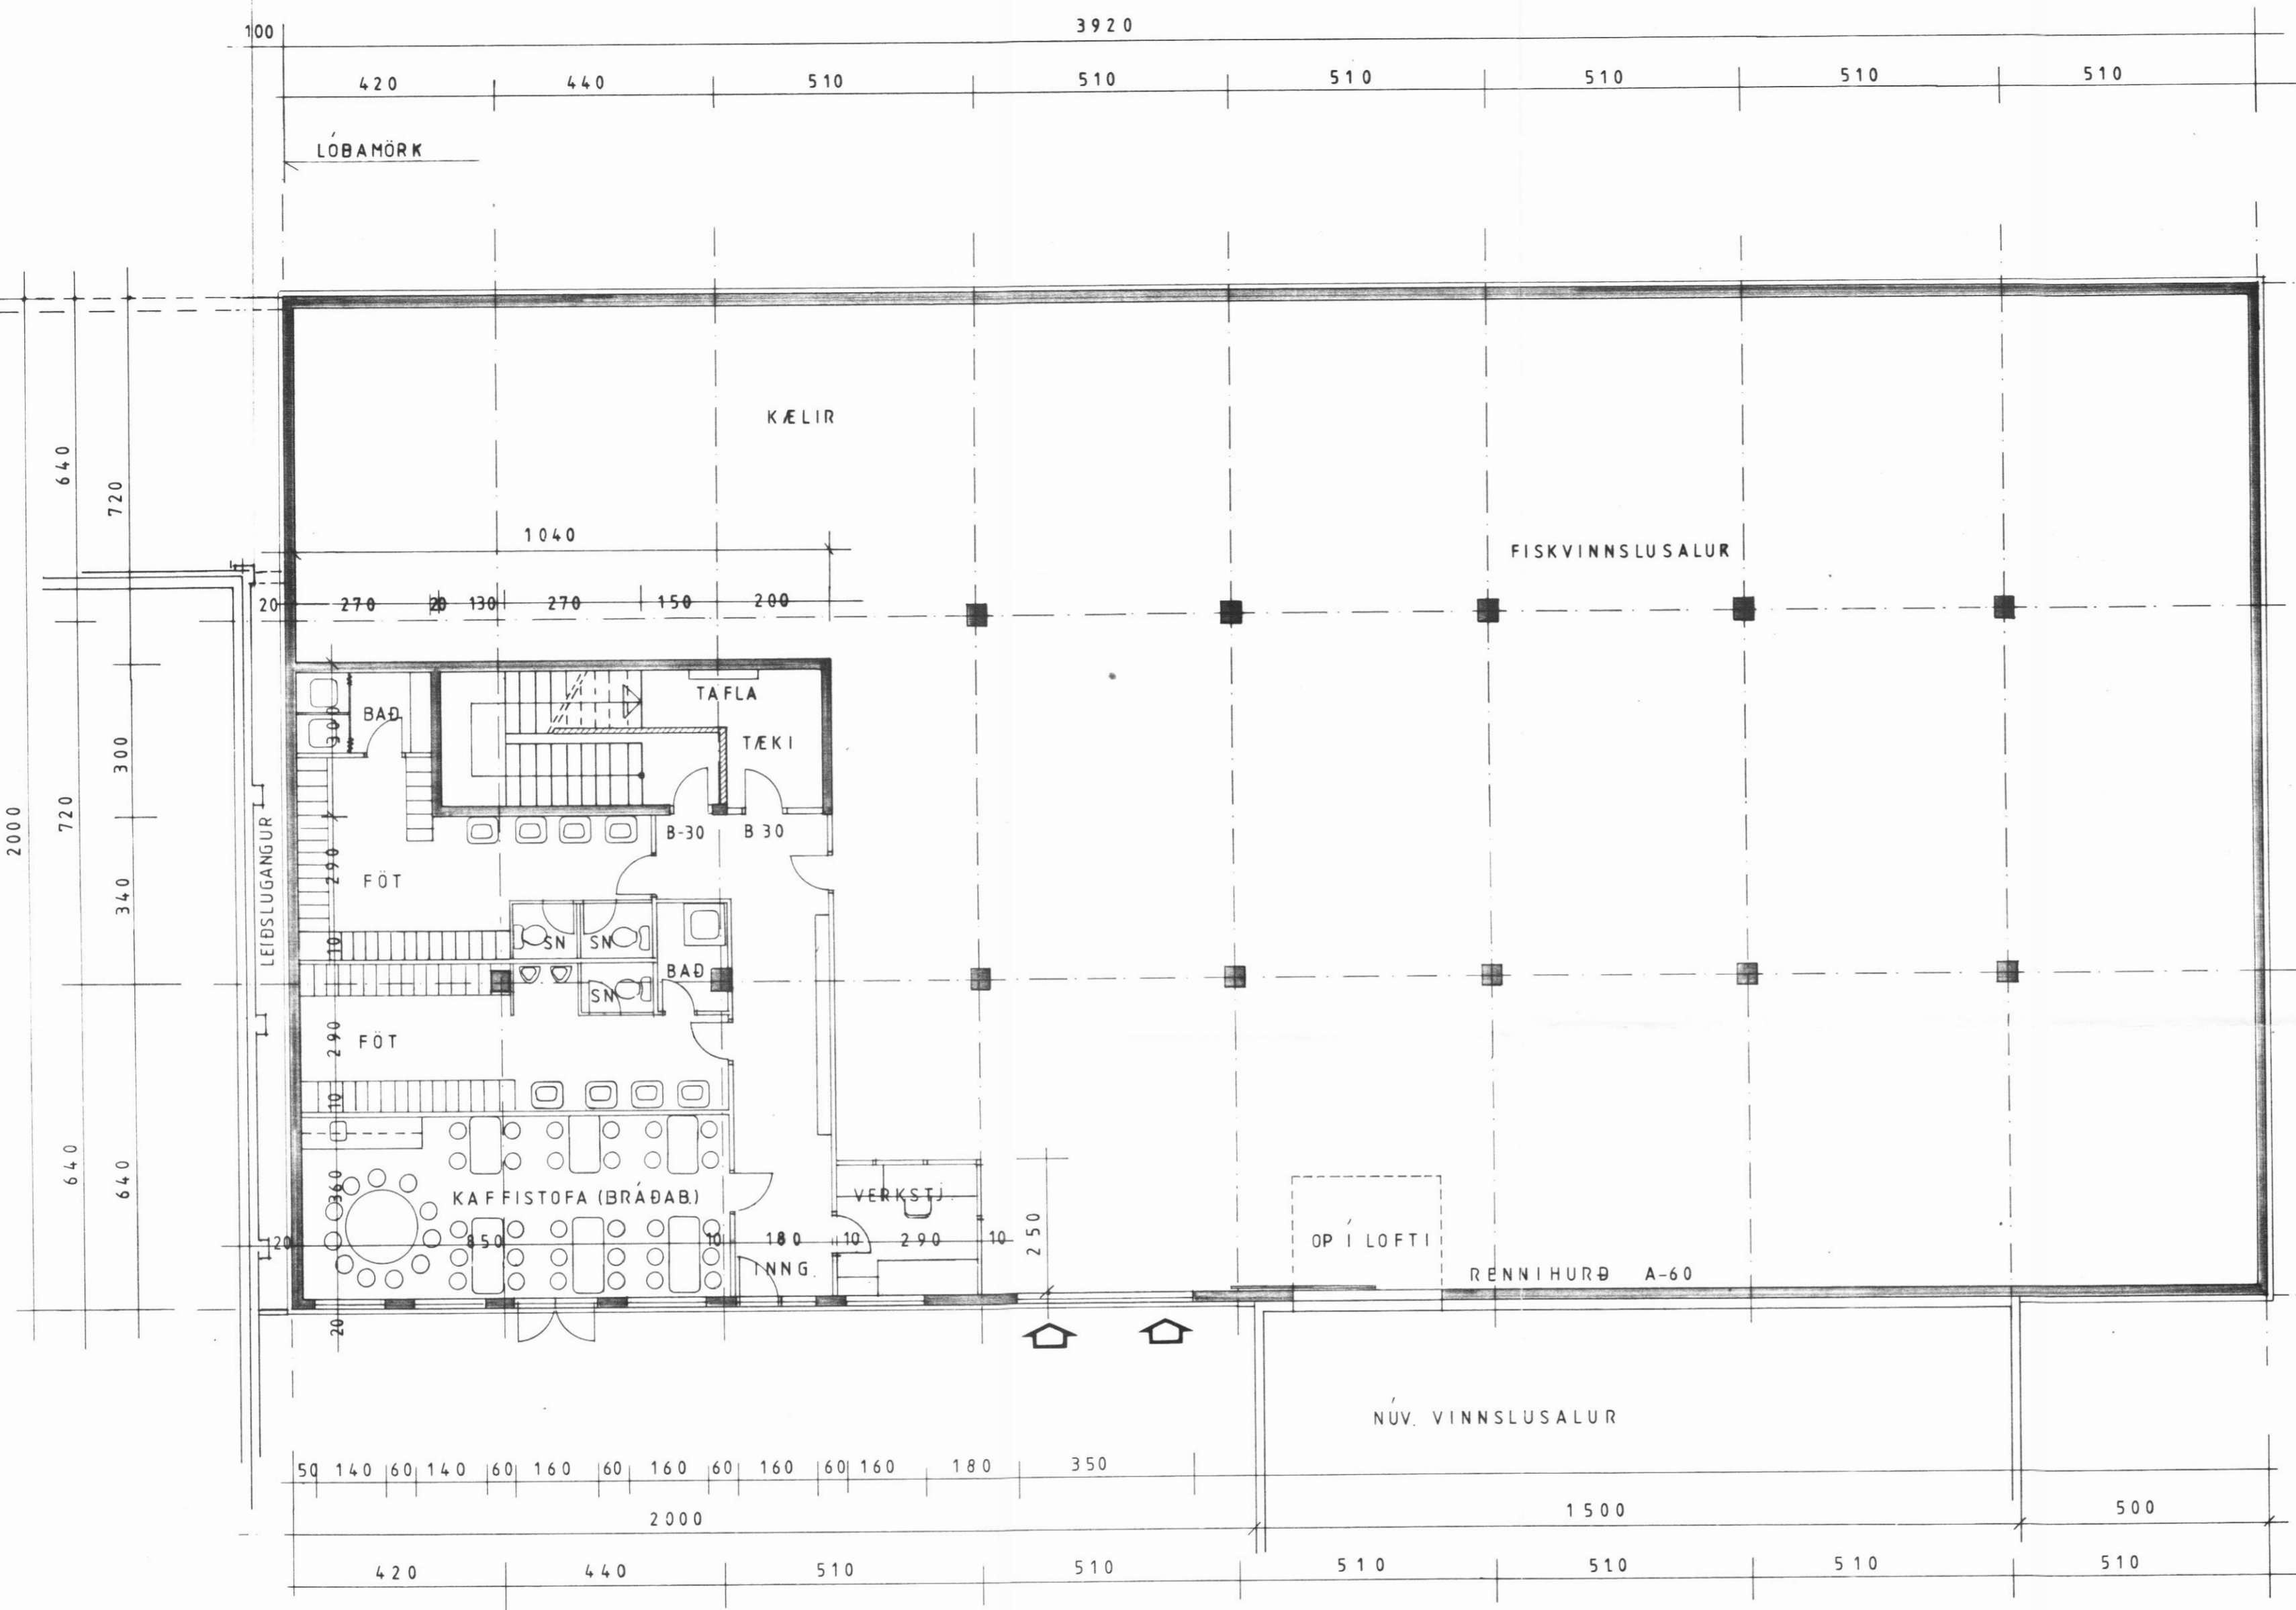 100 3920
420 440 510 510 510 510 510 510
LÓÐAMÖRK
KÆLIR
640
720
1040
FISKVINNSLUSALUR
20 270 20 130 270 150 200
TAFLA
BAÐ
300
TÆKI
300
2000
720
B-30 B 30
LEIÐSLUGANGUR
290
FÖT
340
10
SN SN
BAÐ
SN
290
FÖT
10
640
640
360
KAFFISTOFA (BRÁÐAB.)
VERKSTJ.
250
20 850 10 180 10 290 10
OP Í LOFTI
INNG.
RENNIHURÐ A-60
20
NÚV. VINNSLUSALUR
50 140 60 140 60 160 60 160 60 160 60 160 180 350
2000 1500 500
420 440 510 510 510 510 510 510